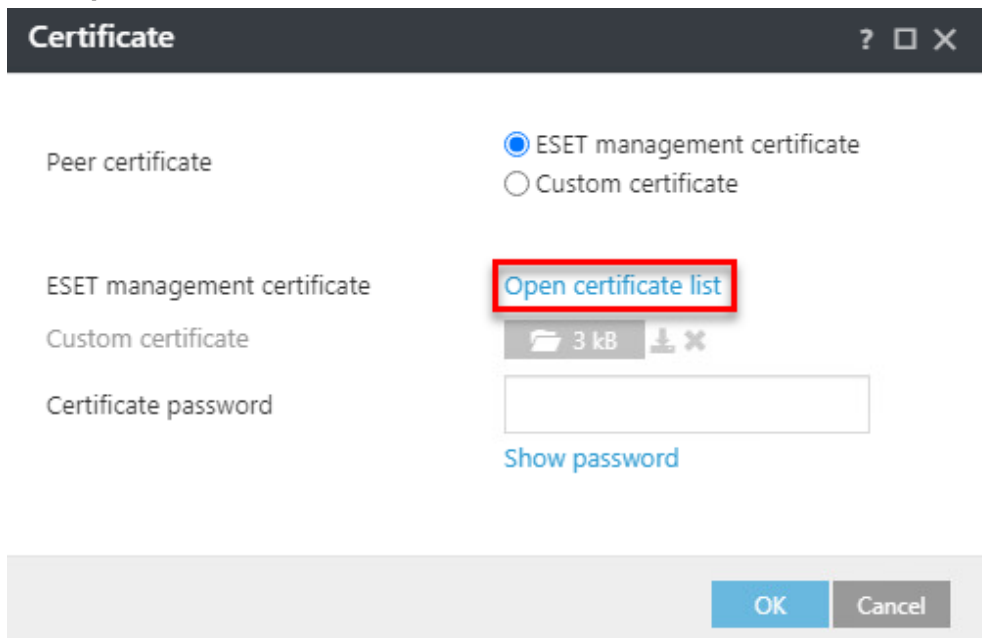 Certificate ?
Peer certificate
ESET management certificate
Custom certificate
ESET management certificate Open certificate list
Custom certificate 3 kB
Certificate password
Show password
OK Cancel